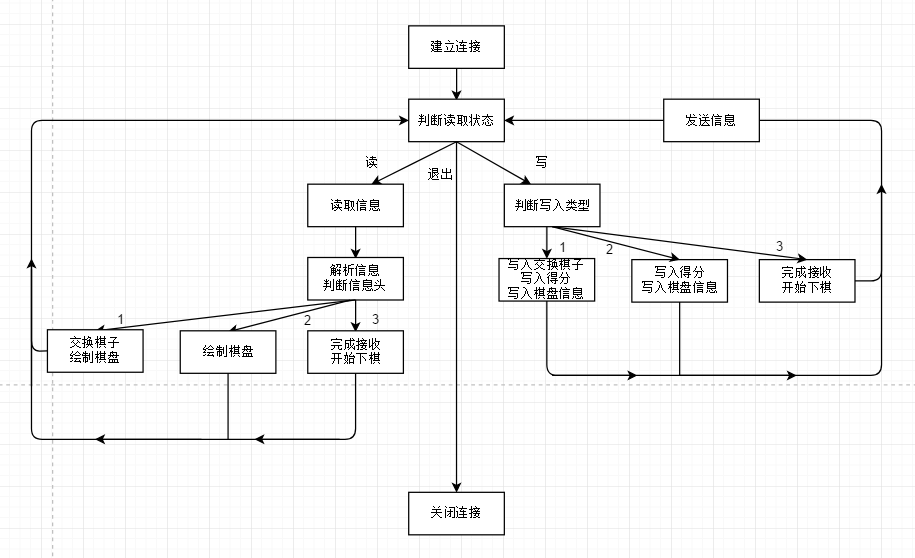 建立连接
判断读取状态
发送信息
读
退出
写
读取信息
判断写入类型
解析信息
判断信息头
1
2
3
写入交换棋子
写入得分
写入棋盘信息
写入得分
写入棋盘信息
完成接收
开始下棋
1
2
3
交换棋子
绘制棋盘
绘制棋盘
完成接收
开始下棋
关闭连接